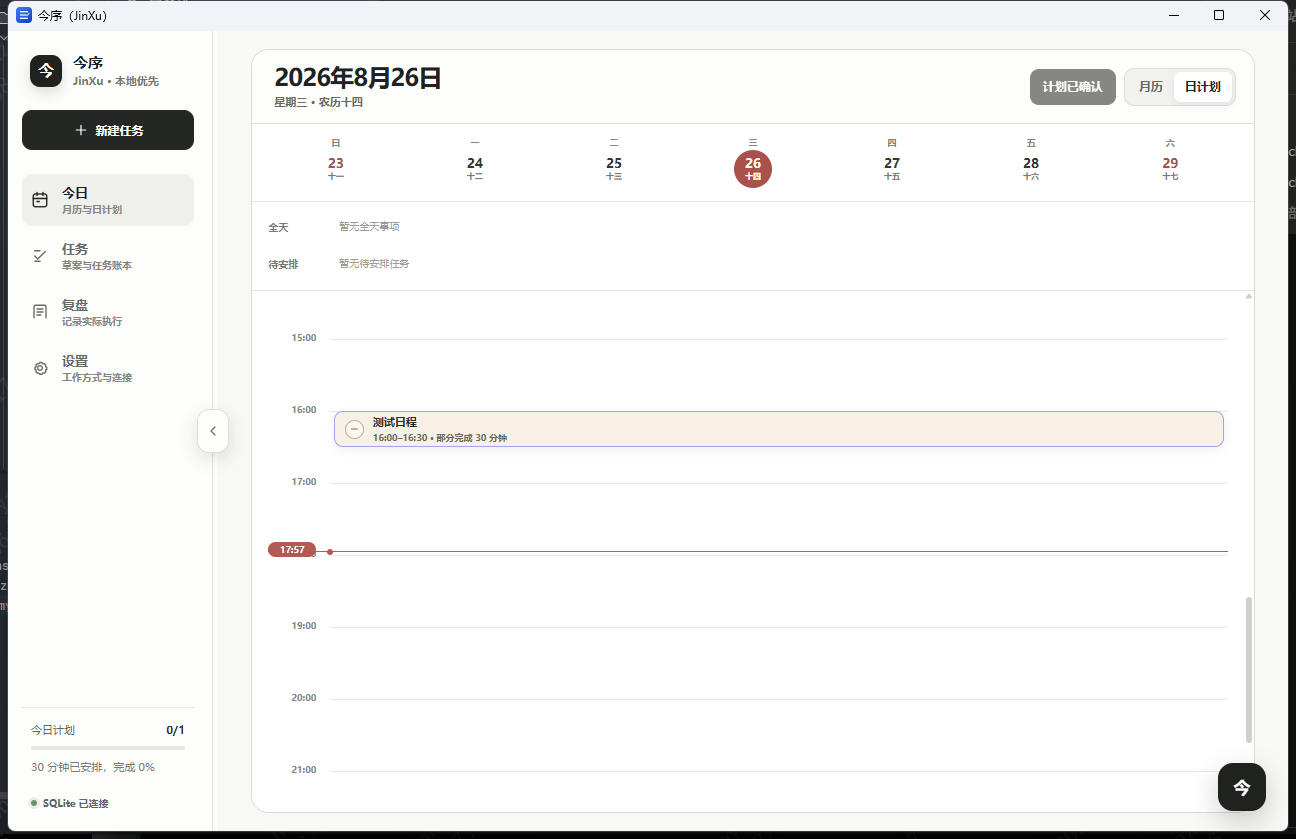 今序 (JinXu)
今
今序
JinXu • 本地优先
+ 新建任务
今日
月历与日计划
任务
草案与任务账本
复盘
记录实际执行
设置
工作方式与连接
今日计划 0/1
30 分钟已安排，完成 0%
SQLite 已连接
2026年8月26日
星期三 • 农历十四
计划已确认
月历
日计划
日 一 二 三 四 五 六
23 24 25 26 27 28 29
十一 十二 十三 十四 十五 十六 十七
全天 暂无全天事项
待安排 暂无待安排任务
15:00
16:00
测试日程
16:00–16:30 • 部分完成 30 分钟
17:00
17:57
19:00
20:00
21:00
今